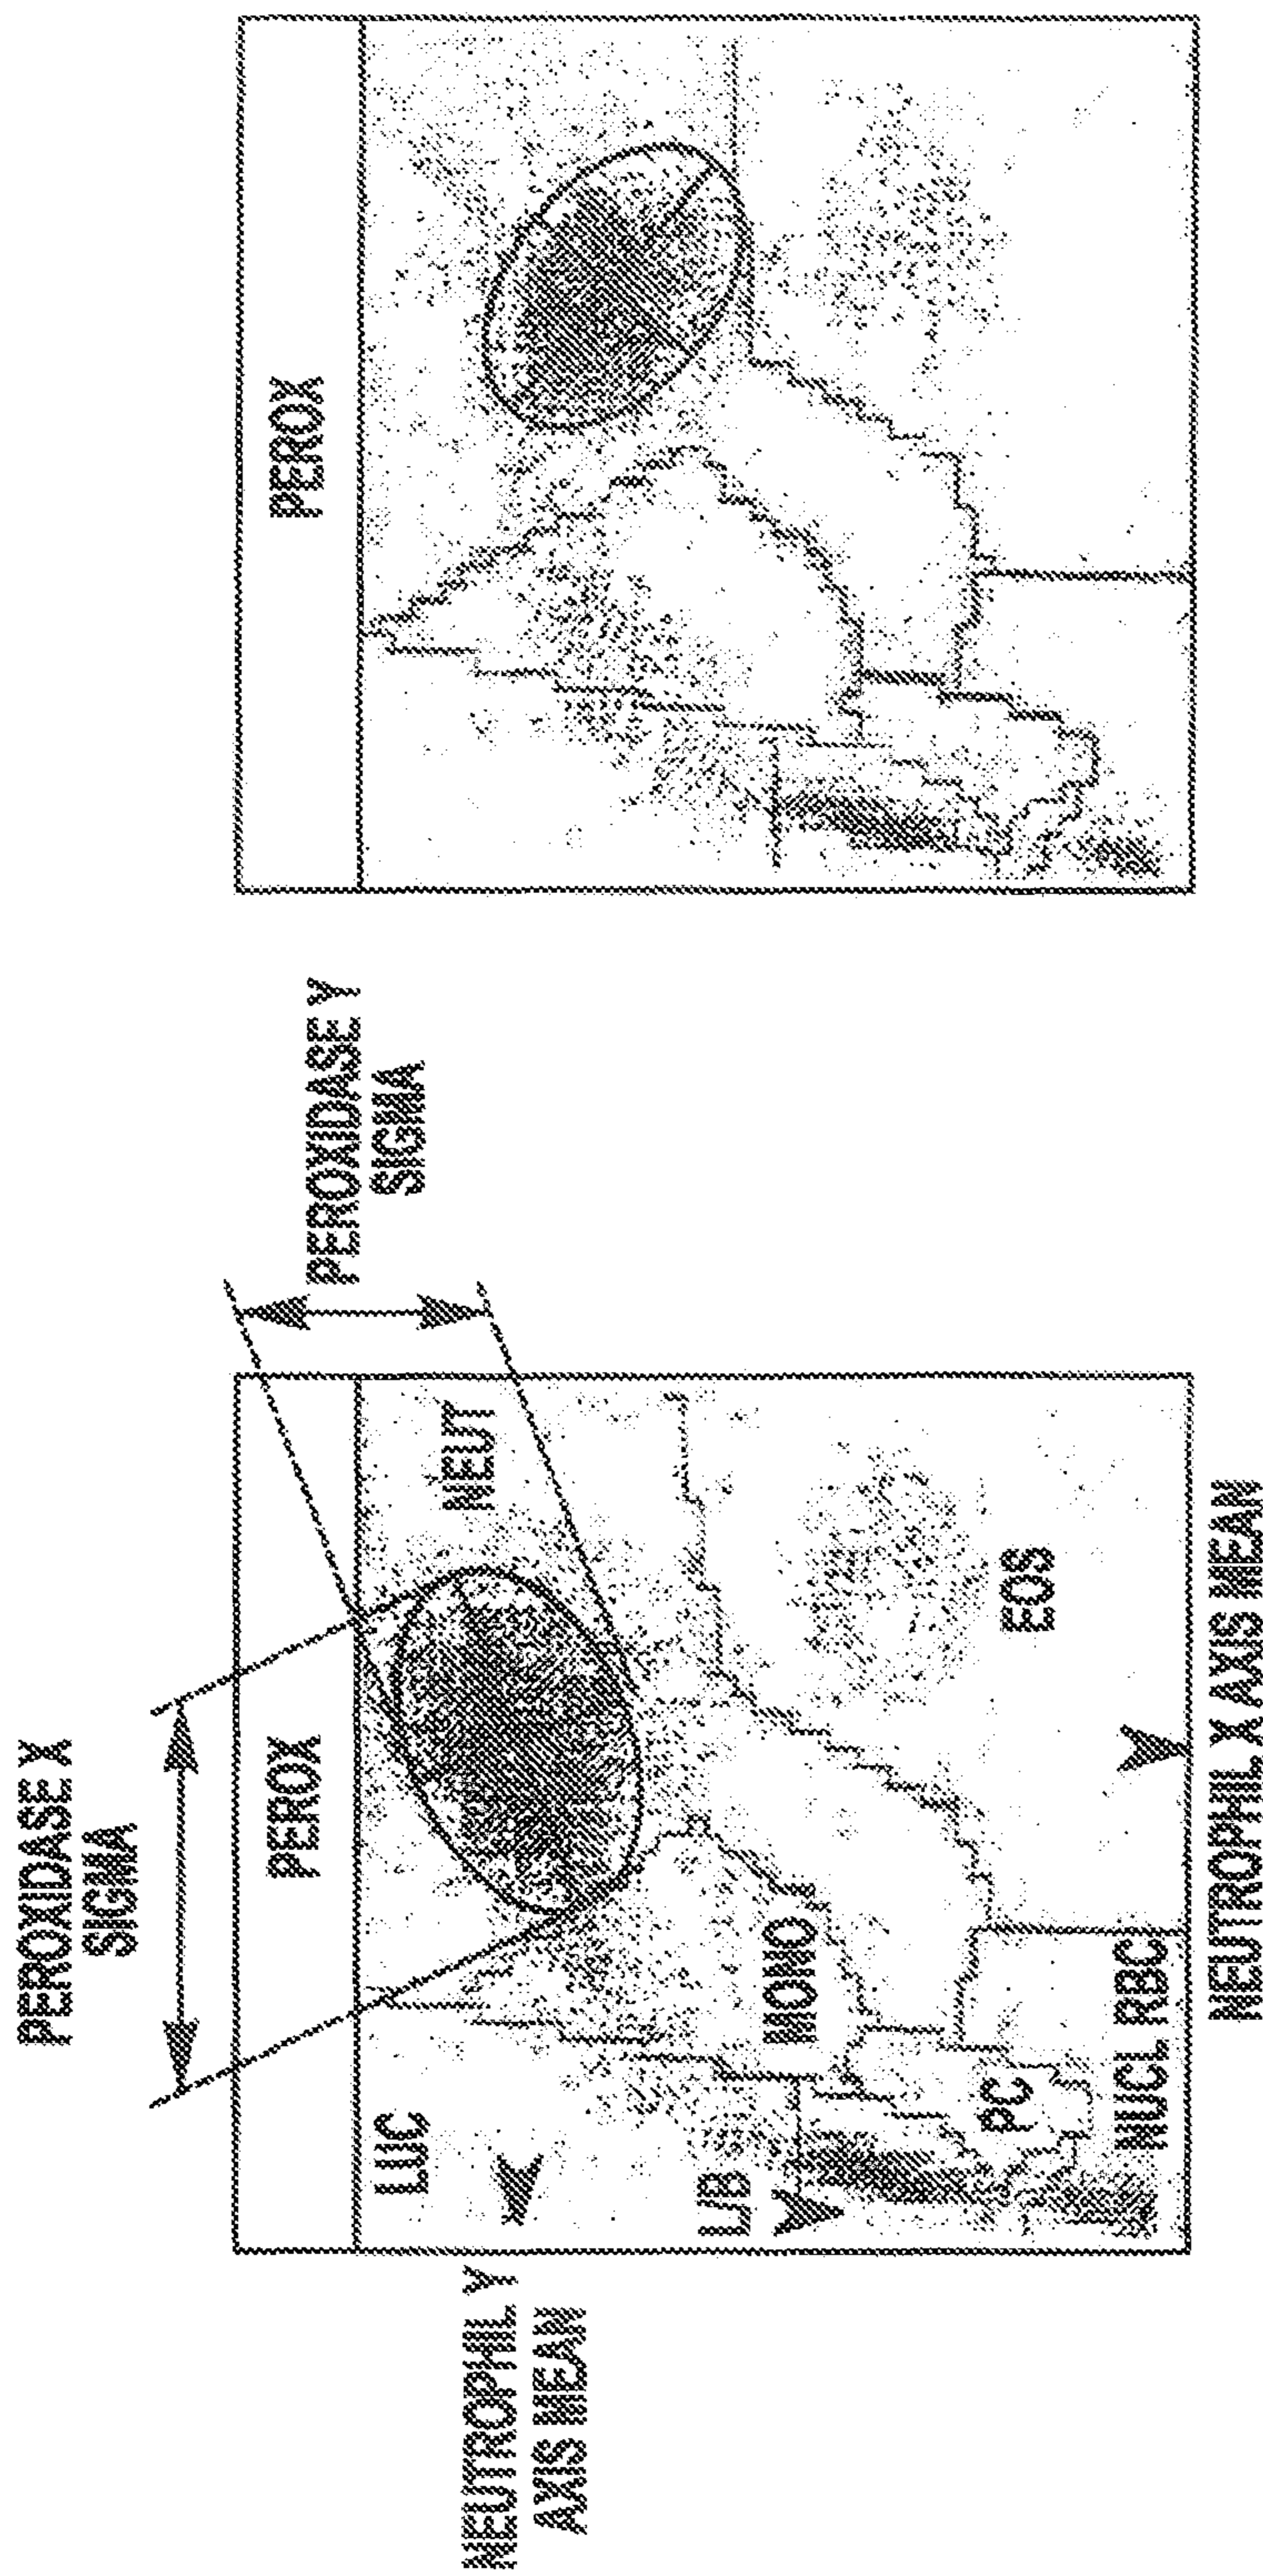 PEROXIDASE X
SIGMA
PEROXIDASE Y
SIGMA
PEROX
LUC
NEUT
NEUTROPHIL Y
AXIS MEAN
L/B
MONO
PC
EOS
NUCL RBC
NEUTROPHIL X AXIS MEAN
PEROX